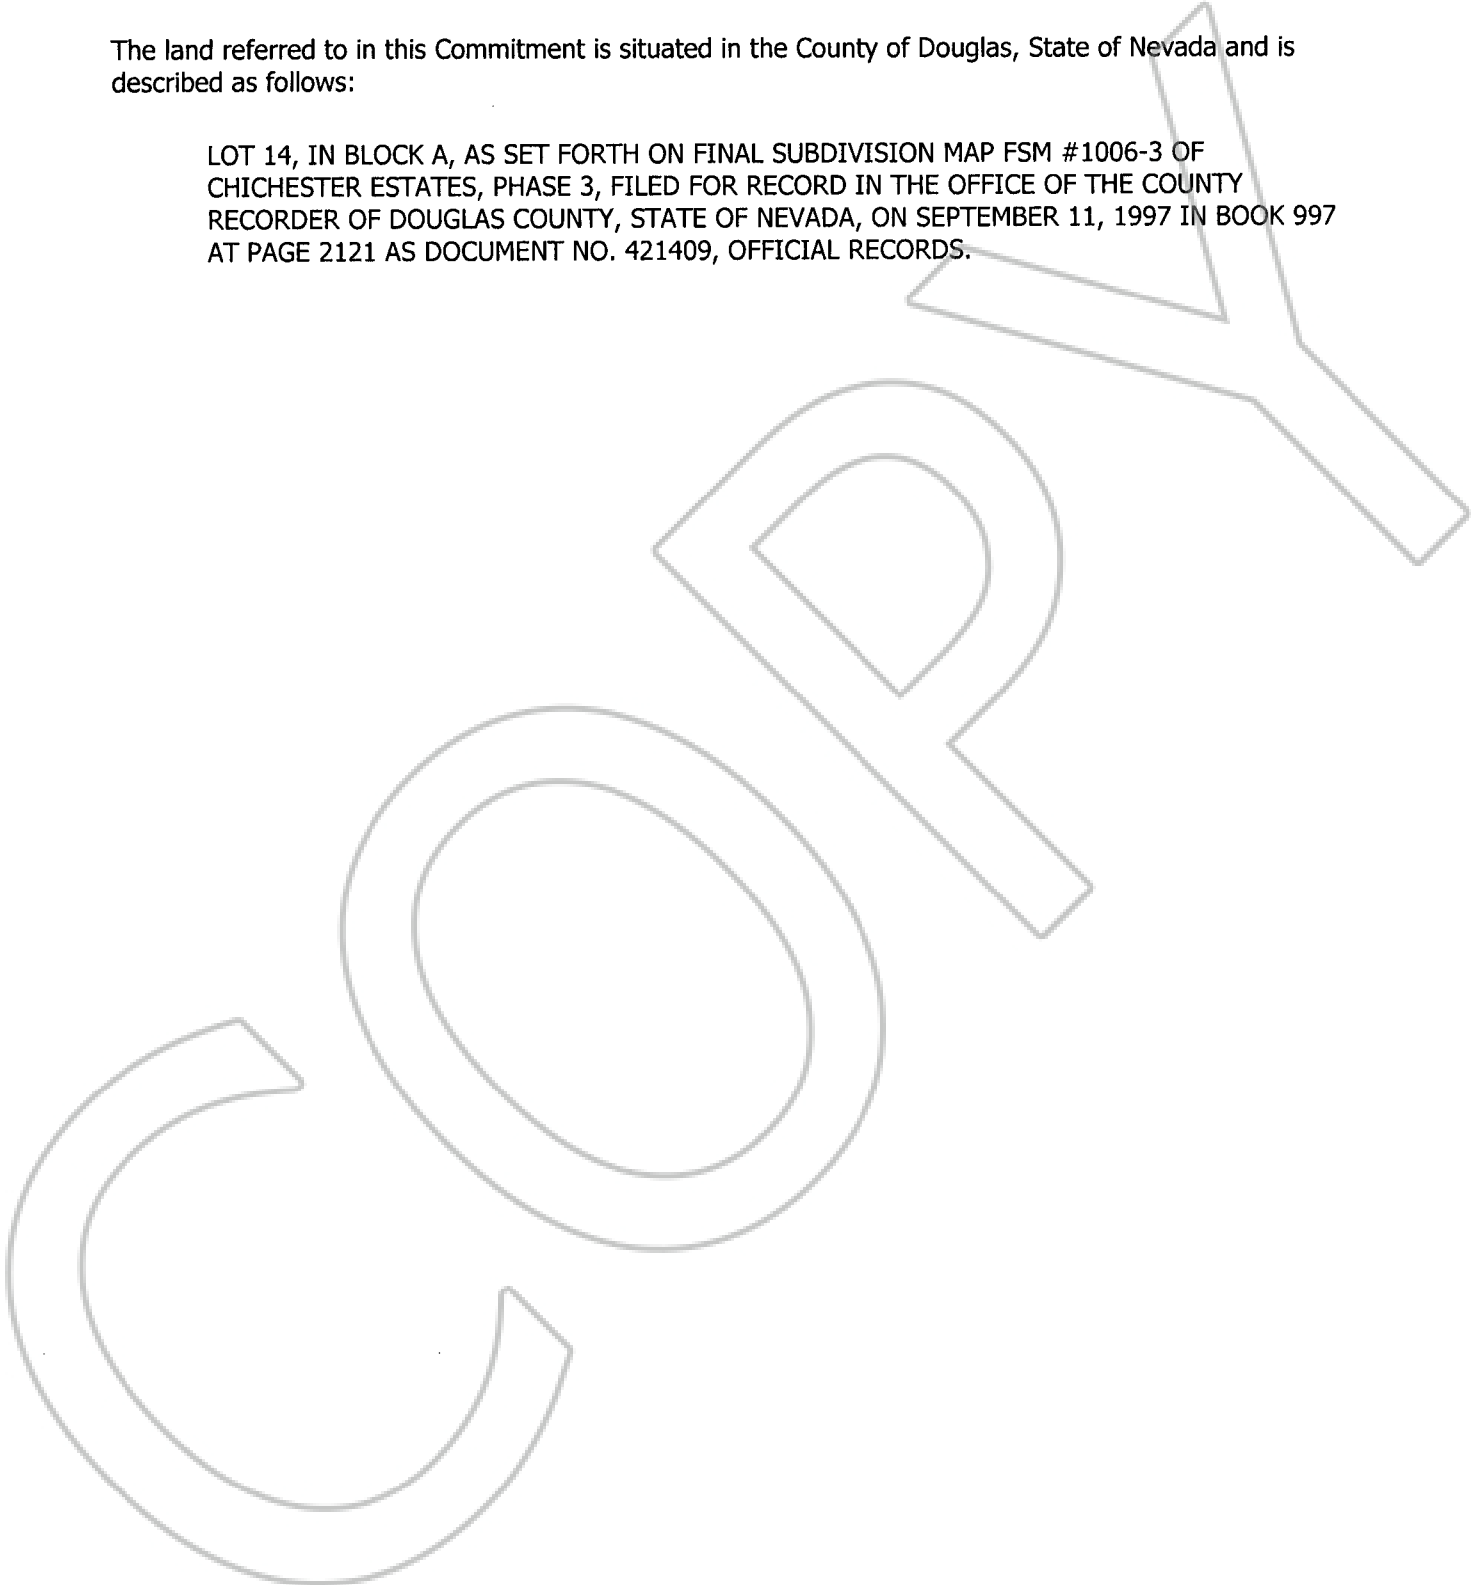 The land referred to in this Commitment is situated in the County of Douglas, State of Nevada and is
described as follows:
LOT 14, IN BLOCK A, AS SET FORTH ON FINAL SUBDIVISION MAP FSM #1006-3 OF
CHICHESTER ESTATES, PHASE 3, FILED FOR RECORD IN THE OFFICE OF THE COUNTY
RECORDER OF DOUGLAS COUNTY, STATE OF NEVADA, ON SEPTEMBER 11, 1997 IN BOOK 997
AT PAGE 2121 AS DOCUMENT NO. 421409, OFFICIAL RECORDS.
COPY